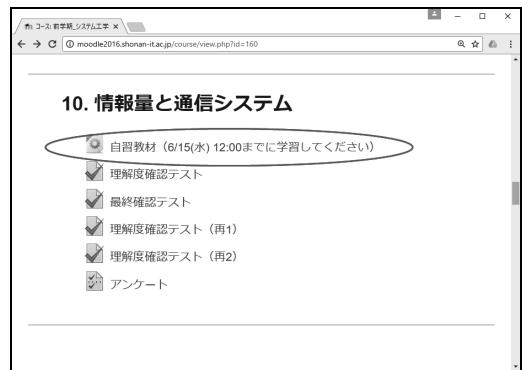 コース: 前学期_システム工学
moodle2016.shonan-it.ac.jp/course/view.php?id=160
10. 情報量と通信システム
自習教材（6/15(水) 12:00までに学習してください）
理解度確認テスト
最終確認テスト
理解度確認テスト（再1）
理解度確認テスト（再2）
アンケート